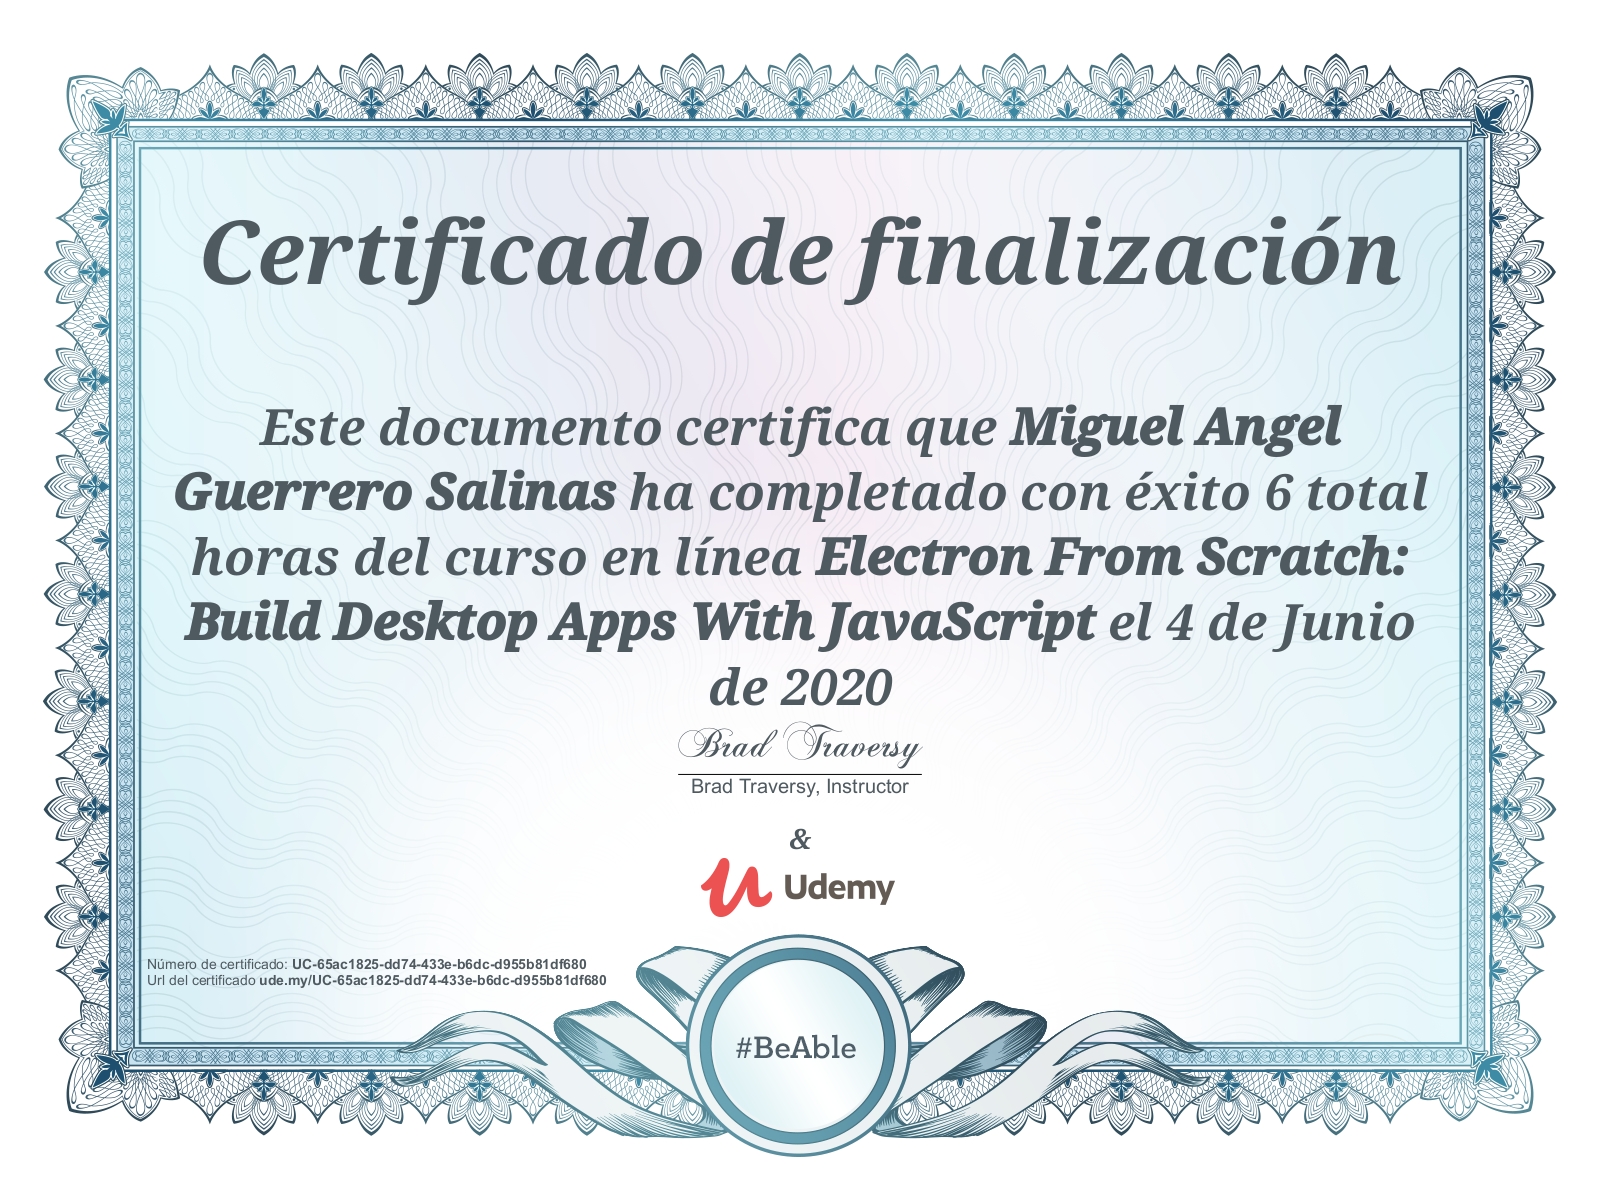 Certificado de finalización
Este documento certifica que Miguel Angel
Guerrero Salinas ha completado con éxito 6 total
horas del curso en línea Electron From Scratch:
Build Desktop Apps With JavaScript el 4 de Junio
de 2020
Brad Traversy
Brad Traversy, Instructor
&
Udemy
Número de certificado: UC-65ac1825-dd74-433e-b6dc-d955b81df680
Url del certificado ude.my/UC-65ac1825-dd74-433e-b6dc-d955b81df680
#BeAble